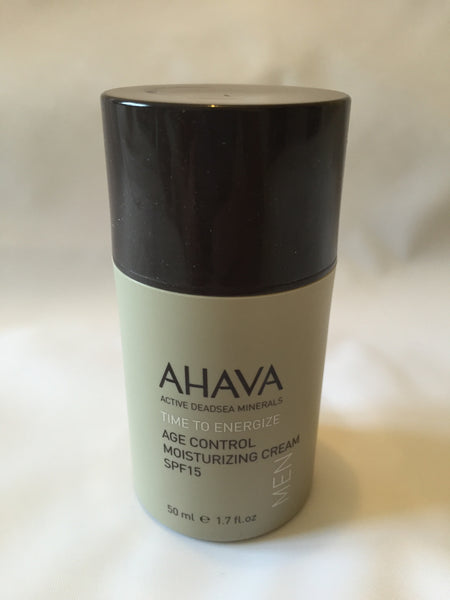 AHAVA
ACTIVE DEADSEA MINERALS
TIME TO ENERGIZE
AGE CONTROL
MOISTURIZING CREAM
SPF15
MEN
50 ml ℮ 1.7 fl.oz